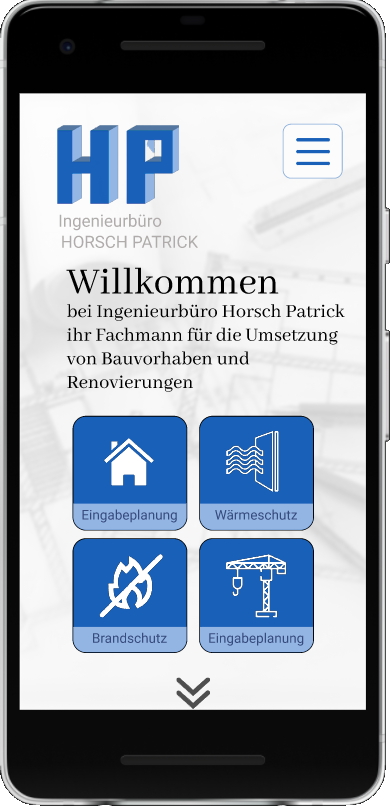 HP
Ingenieurbüro
HORSCH PATRICK
Willkommen
bei Ingenieurbüro Horsch Patrick
ihr Fachmann für die Umsetzung
von Bauvorhaben und
Renovierungen
Eingabeplanung
Wärmeschutz
Brandschutz
Eingabeplanung